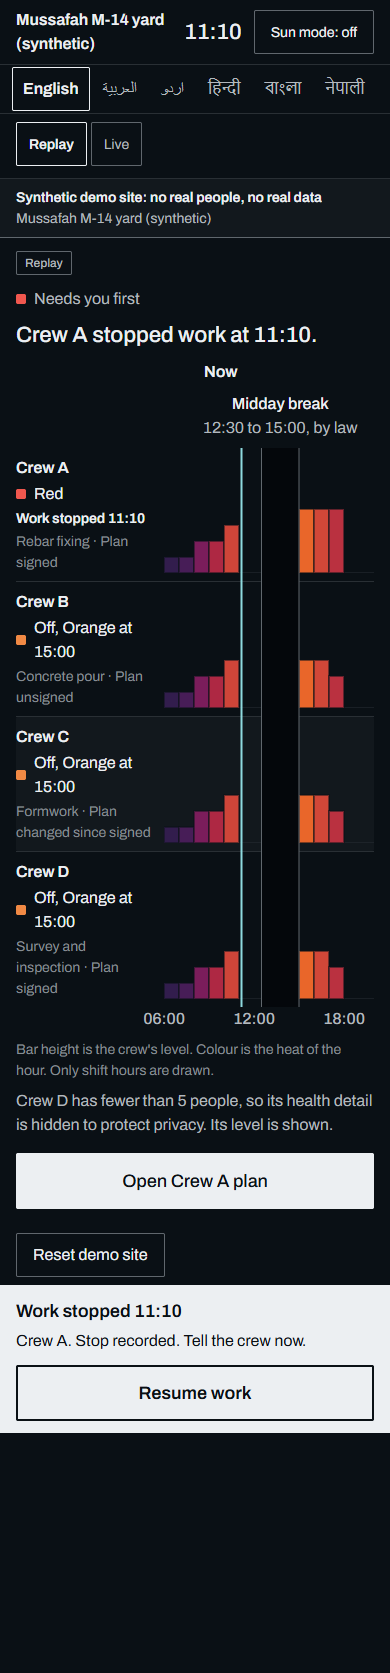 Mussafah M-14 yard
(synthetic)
11:10
Sun mode: off
English
العربية
اردو
हिन्दी
বাংলা
नेपाली
Replay
Live
Synthetic demo site: no real people, no real data
Mussafah M-14 yard (synthetic)
Replay
Needs you first
Crew A stopped work at 11:10.
Now
Midday break
12:30 to 15:00, by law
Crew A
Red
Work stopped 11:10
Rebar fixing · Plan
signed
Crew B
Off, Orange at
15:00
Concrete pour · Plan
unsigned
Crew C
Off, Orange at
15:00
Formwork · Plan
changed since signed
Crew D
Off, Orange at
15:00
Survey and
inspection · Plan
signed
06:00
12:00
18:00
Bar height is the crew's level. Colour is the heat of the
hour. Only shift hours are drawn.
Crew D has fewer than 5 people, so its health detail
is hidden to protect privacy. Its level is shown.
Open Crew A plan
Reset demo site
Work stopped 11:10
Crew A. Stop recorded. Tell the crew now.
Resume work